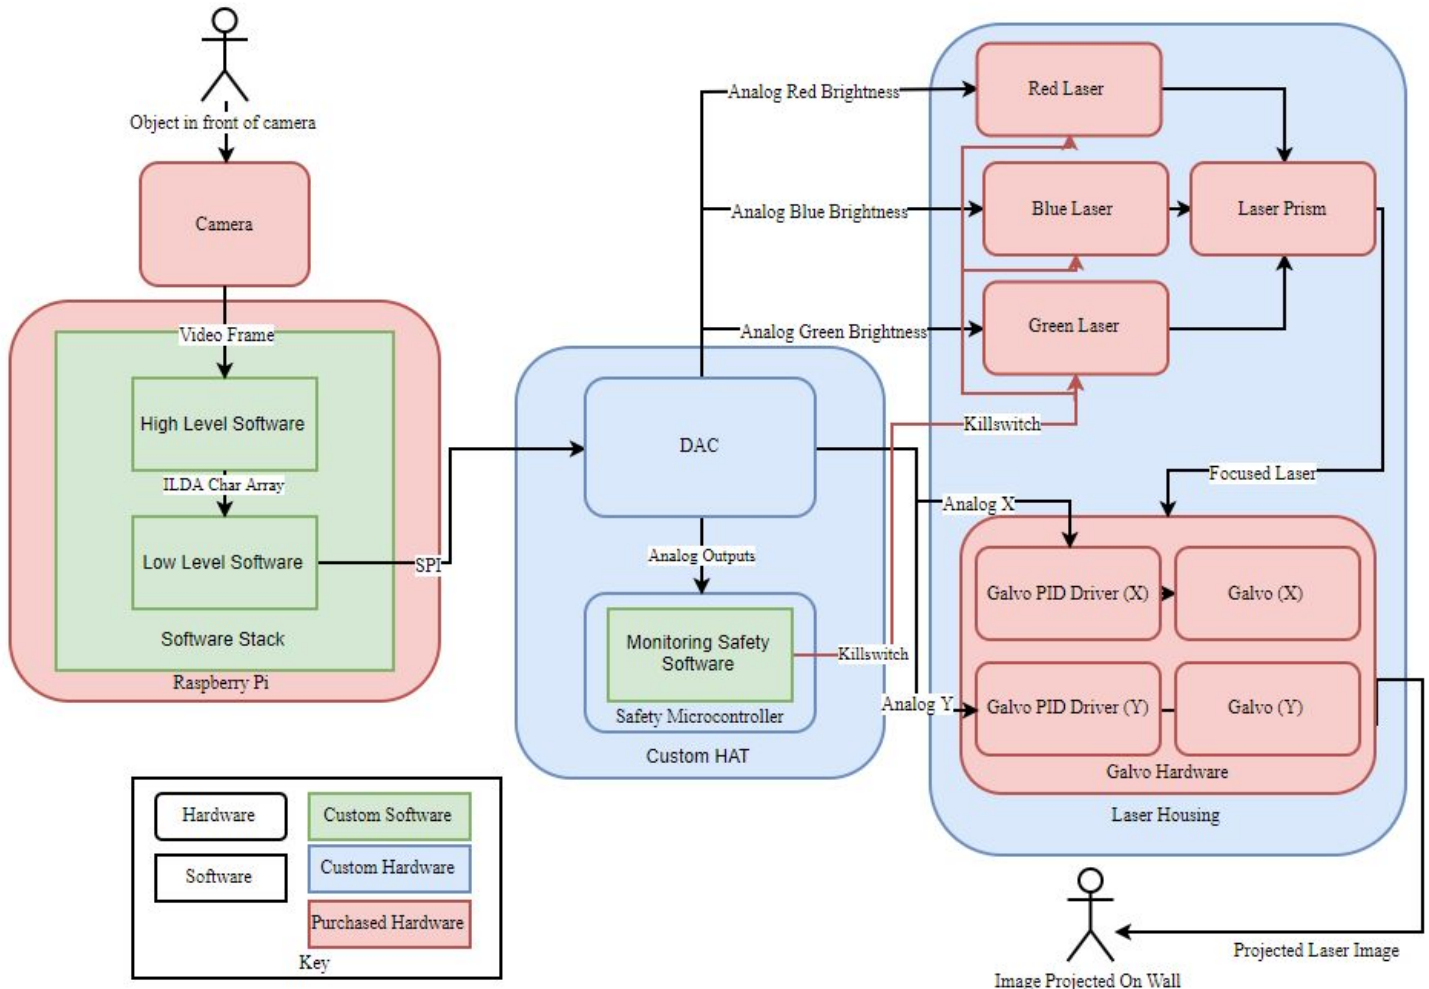 Object in front of camera
Camera
Video Frame
High Level Software
ILDA Char Array
Low Level Software
Software Stack
Raspberry Pi
SPI
DAC
Analog Outputs
Monitoring Safety
Software
Safety Microcontroller
Custom HAT
Killswitch
Analog Red Brightness
Analog Blue Brightness
Analog Green Brightness
Red Laser
Blue Laser
Green Laser
Laser Prism
Killswitch
Focused Laser
Analog X
Analog Y
Galvo PID Driver (X)
Galvo (X)
Galvo PID Driver (Y)
Galvo (Y)
Galvo Hardware
Laser Housing
Projected Laser Image
Image Projected On Wall
Hardware
Software
Custom Software
Custom Hardware
Purchased Hardware
Key